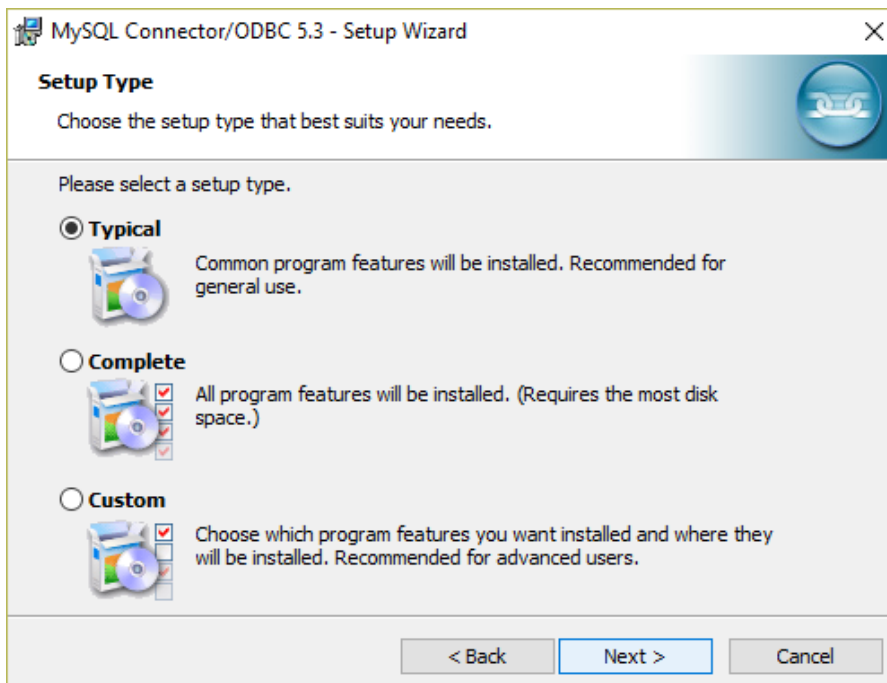 MySQL Connector/ODBC 5.3 - Setup Wizard
Setup Type
Choose the setup type that best suits your needs.
Please select a setup type.
Typical
Common program features will be installed. Recommended for
general use.
Complete
All program features will be installed. (Requires the most disk
space.)
Custom
Choose which program features you want installed and where they
will be installed. Recommended for advanced users.
< Back
Next >
Cancel